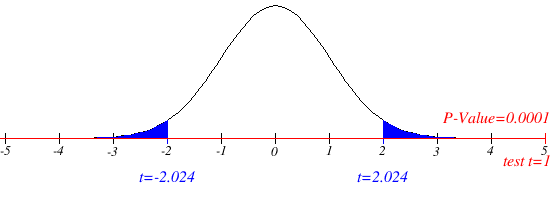 P-Value=0.0001
-5 -4 -3 -2 -1 0 1 2 3 4 5
test t=1
t=-2.024 t=2.024